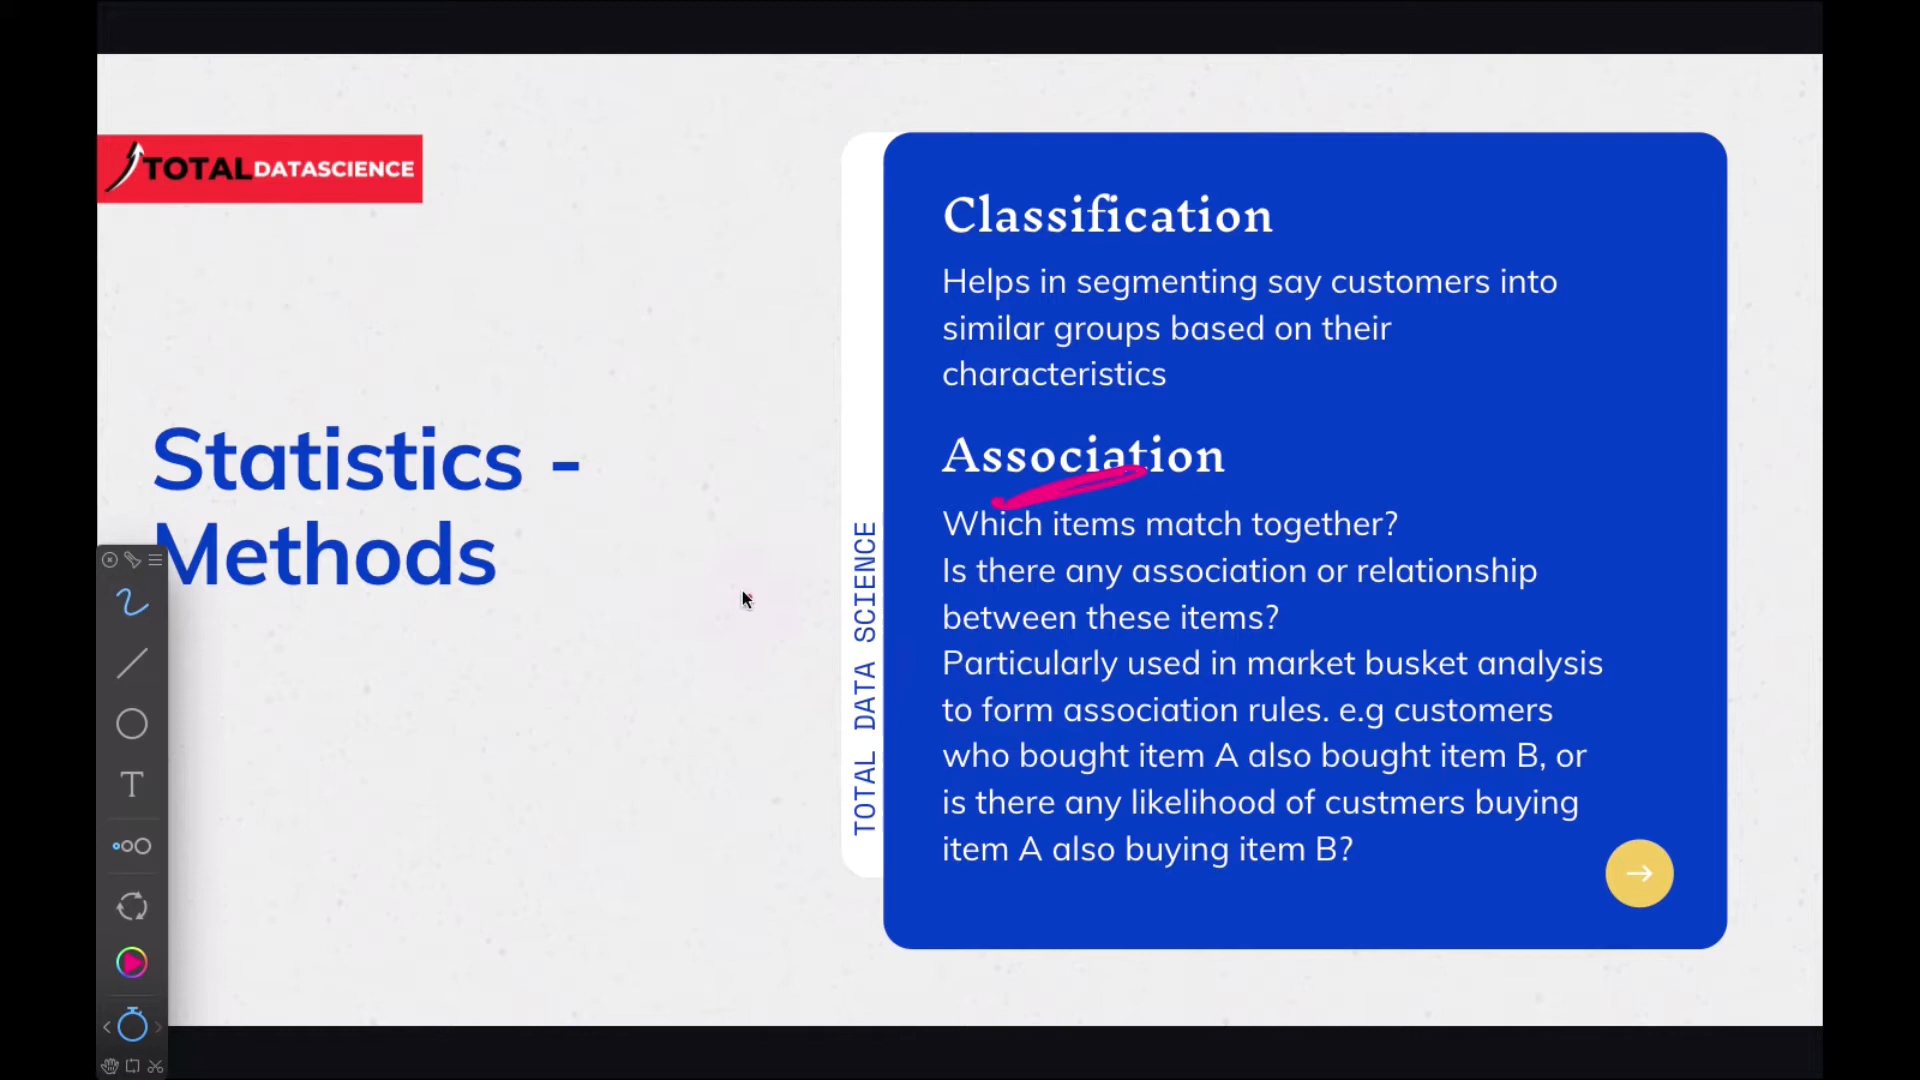 TOTAL DATASCIENCE
Statistics -
Methods
TOTAL DATA SCIENCE
Classification
Helps in segmenting say customers into
similar groups based on their
characteristics
Association
Which items match together?
Is there any association or relationship
between these items?
Particularly used in market busket analysis
to form association rules. e.g customers
who bought item A also bought item B, or
is there any likelihood of custmers buying
item A also buying item B?
T